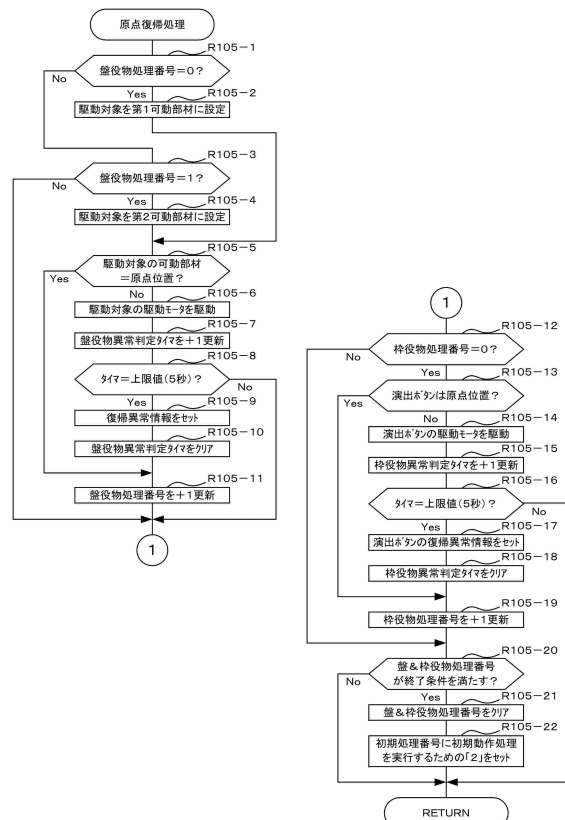 原点復帰処理
R105-1
盤役物処理番号=0?
No
Yes
R105-2
駆動対象を第1可動部材に設定
R105-3
盤役物処理番号=1?
No
Yes
R105-4
駆動対象を第2可動部材に設定
R105-5
駆動対象の可動部材
=原点位置?
Yes
No
R105-6
駆動対象の駆動モータを駆動
R105-7
盤役物異常判定タイマを+1更新
R105-8
タイマ=上限値(5秒)?
No
Yes
R105-9
復帰異常情報をセット
R105-10
盤役物異常判定タイマをクリア
R105-11
盤役物処理番号を+1更新
1
1
R105-12
枠役物処理番号=0?
No
Yes
R105-13
演出ボタンは原点位置?
Yes
No
R105-14
演出ボタンの駆動モータを駆動
R105-15
枠役物異常判定タイマを+1更新
R105-16
タイマ=上限値(5秒)?
No
Yes
R105-17
演出ボタンの復帰異常情報をセット
R105-18
枠役物異常判定タイマをクリア
R105-19
枠役物処理番号を+1更新
R105-20
盤&枠役物処理番号
が終了条件を満たす?
No
Yes
R105-21
盤&枠役物処理番号をクリア
R105-22
初期処理番号に初期動作処理
を実行するための「2」をセット
RETURN